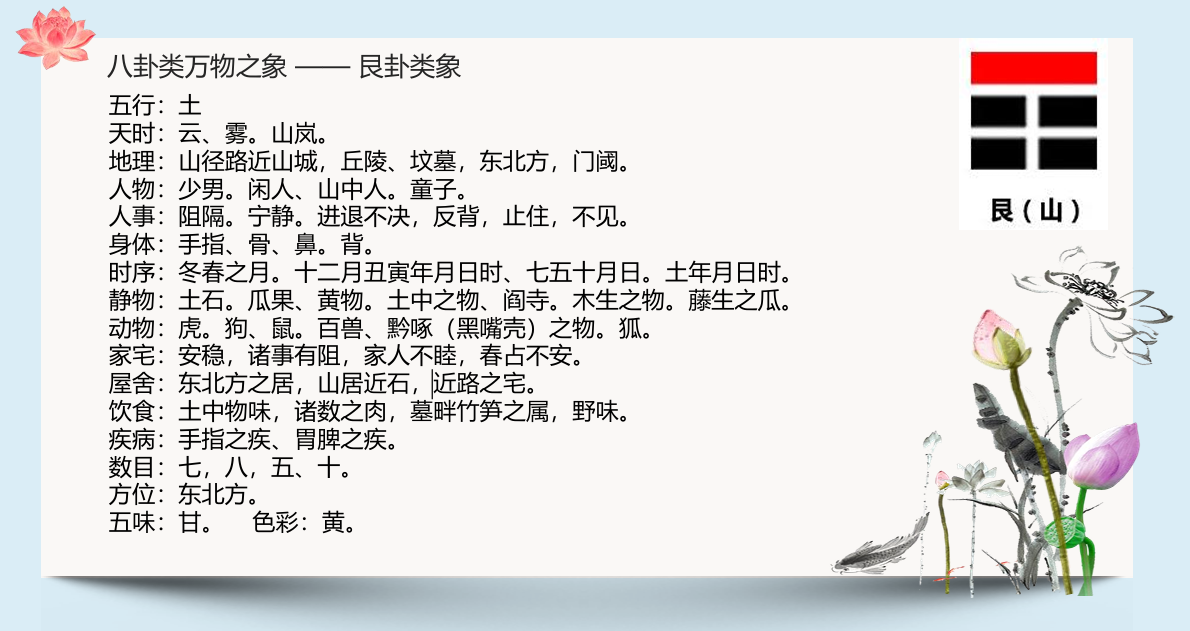 八卦类万物之象 —— 艮卦类象
五行：土
天时：云、雾。山岚。
地理：山径路近山城，丘陵、坟墓，东北方，门阈。
人物：少男。闲人、山中人。童子。
人事：阻隔。宁静。进退不决，反背，止住，不见。
身体：手指、骨、鼻。背。
时序：冬春之月。十二月丑寅年月日时、七五十月日。土年月日时。
静物：土石。瓜果、黄物。土中之物、阎寺。木生之物。藤生之瓜。
动物：虎。狗、鼠。百兽、黔啄（黑嘴壳）之物。狐。
家宅：安稳，诸事有阻，家人不睦，春占不安。
屋舍：东北方之居，山居近石，近路之宅。
饮食：土中物味，诸数之肉，墓畔竹笋之属，野味。
疾病：手指之疾、胃脾之疾。
数目：七，八，五、十。
方位：东北方。
五味：甘。 色彩：黄。
艮（山）